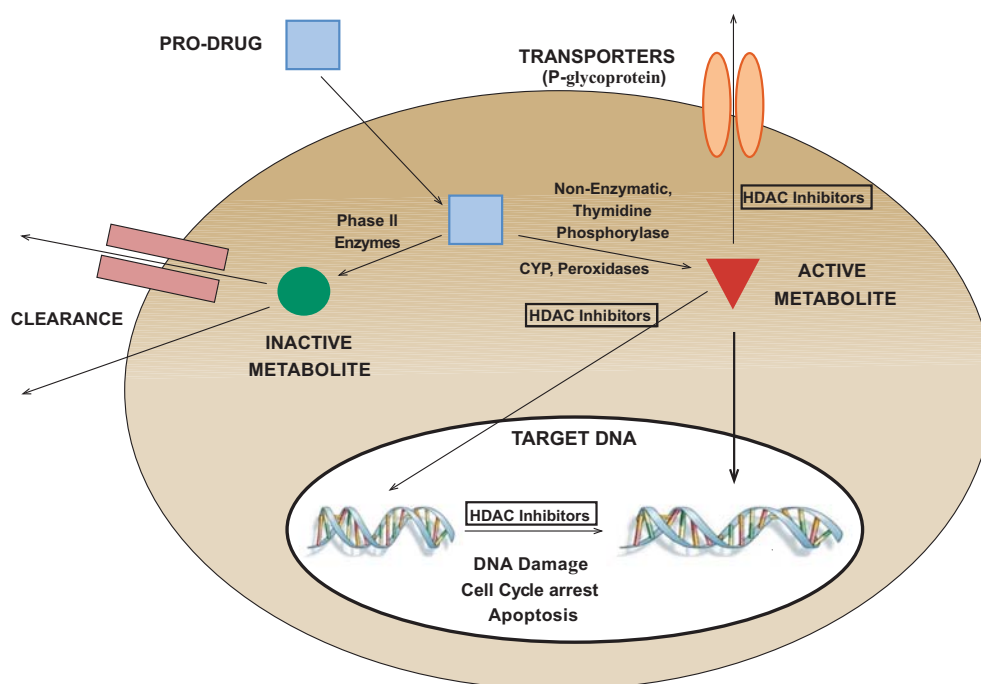 PRO-DRUG
TRANSPORTERS
(P-glycoprotein)
HDAC Inhibitors
Non-Enzymatic,
Thymidine
Phosphorylase
Phase II
Enzymes
CYP, Peroxidases
ACTIVE
METABOLITE
HDAC Inhibitors
CLEARANCE
INACTIVE
METABOLITE
TARGET DNA
HDAC Inhibitors
DNA Damage
Cell Cycle arrest
Apoptosis